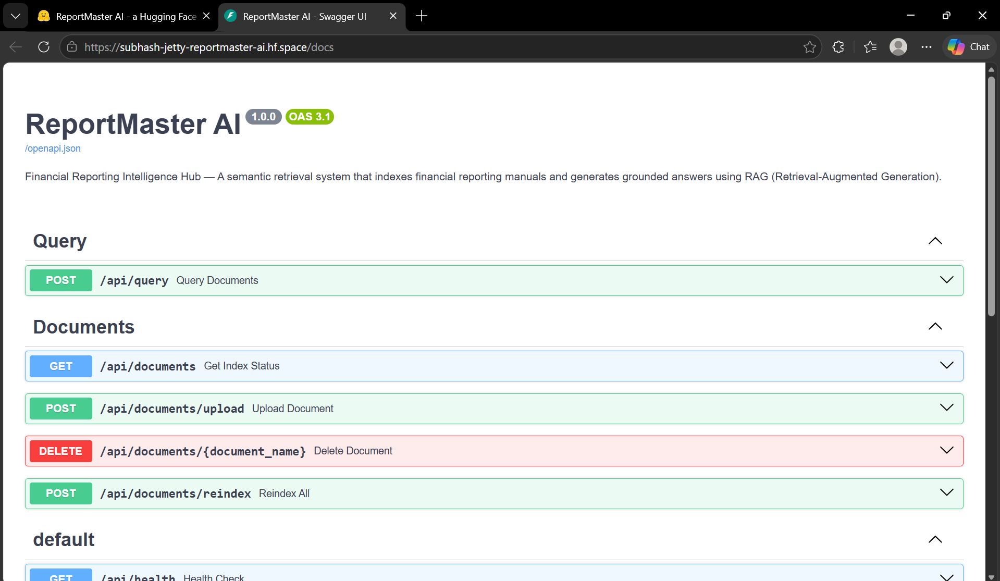 ReportMaster AI - a Hugging Face
ReportMaster AI - Swagger UI
https://subhash-jetty-reportmaster-ai.hf.space/docs
Chat
ReportMaster AI 1.0.0 OAS 3.1
/openapi.json
Financial Reporting Intelligence Hub — A semantic retrieval system that indexes financial reporting manuals and generates grounded answers using RAG (Retrieval-Augmented Generation).
Query
POST /api/query Query Documents
Documents
GET /api/documents Get Index Status
POST /api/documents/upload Upload Document
DELETE /api/documents/{document_name} Delete Document
POST /api/documents/reindex Reindex All
default
GET /api/health Health Check